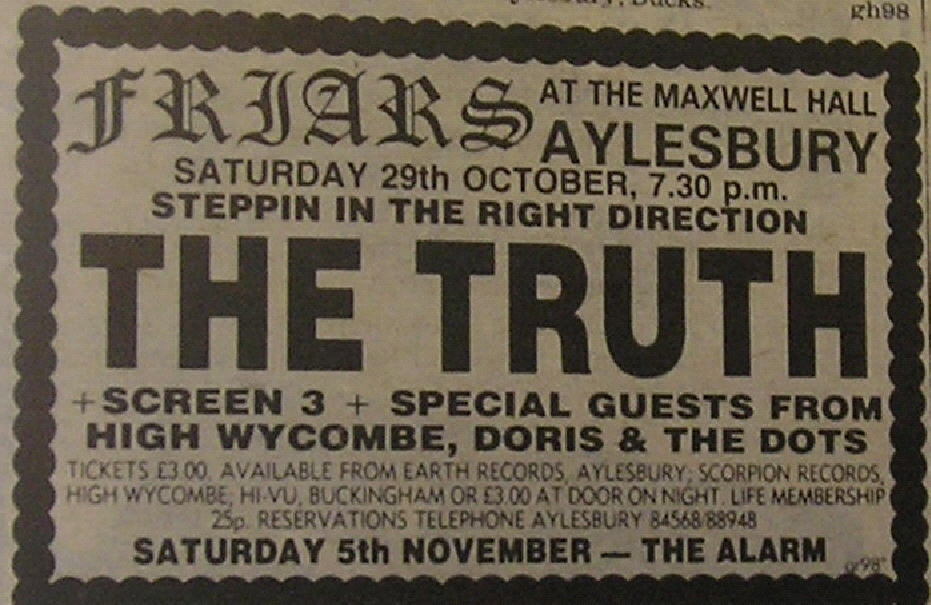 Bucks.
gh98
FRIARS AT THE MAXWELL HALL
AYLESBURY
SATURDAY 29th OCTOBER, 7.30 p.m.
STEPPIN IN THE RIGHT DIRECTION
THE TRUTH
+ SCREEN 3 + SPECIAL GUESTS FROM
HIGH WYCOMBE, DORIS & THE DOTS
TICKETS £3.00. AVAILABLE FROM EARTH RECORDS, AYLESBURY; SCORPION RECORDS,
HIGH WYCOMBE; HI-VU, BUCKINGHAM OR £3.00 AT DOOR ON NIGHT. LIFE MEMBERSHIP
25p. RESERVATIONS TELEPHONE AYLESBURY 84568/88948
SATURDAY 5th NOVEMBER — THE ALARM